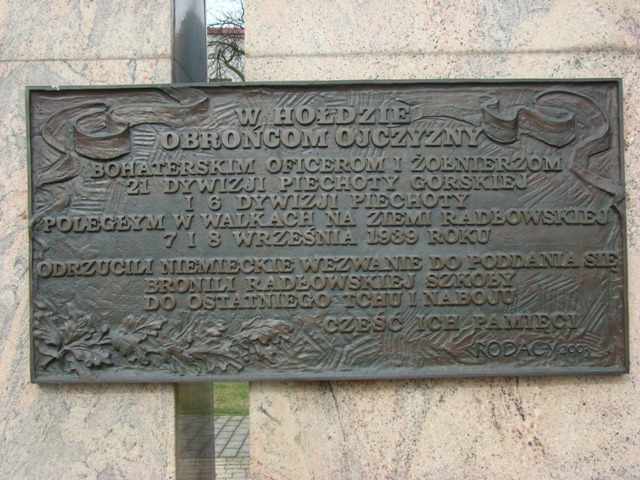 W HOŁDZIE
OBROŃCOM OJCZYZNY
BOHATERSKIM OFICEROM I ŻOŁNIERZOM
21 DYWIZJI PIECHOTY GÓRSKIEJ
I 6 DYWIZJI PIECHOTY
POLEGŁYM W WALKACH NA ZIEMI RADŁOWSKIEJ
7 I 8 WRZEŚNIA 1939 ROKU
ODRZUCILI NIEMIECKIE WEZWANIE DO PODDANIA SIĘ
BRONILI RADŁOWSKIEJ SZKOŁY
DO OSTATNIEGO TCHU I NABOJU
CZEŚĆ ICH PAMIĘCI
RODACY